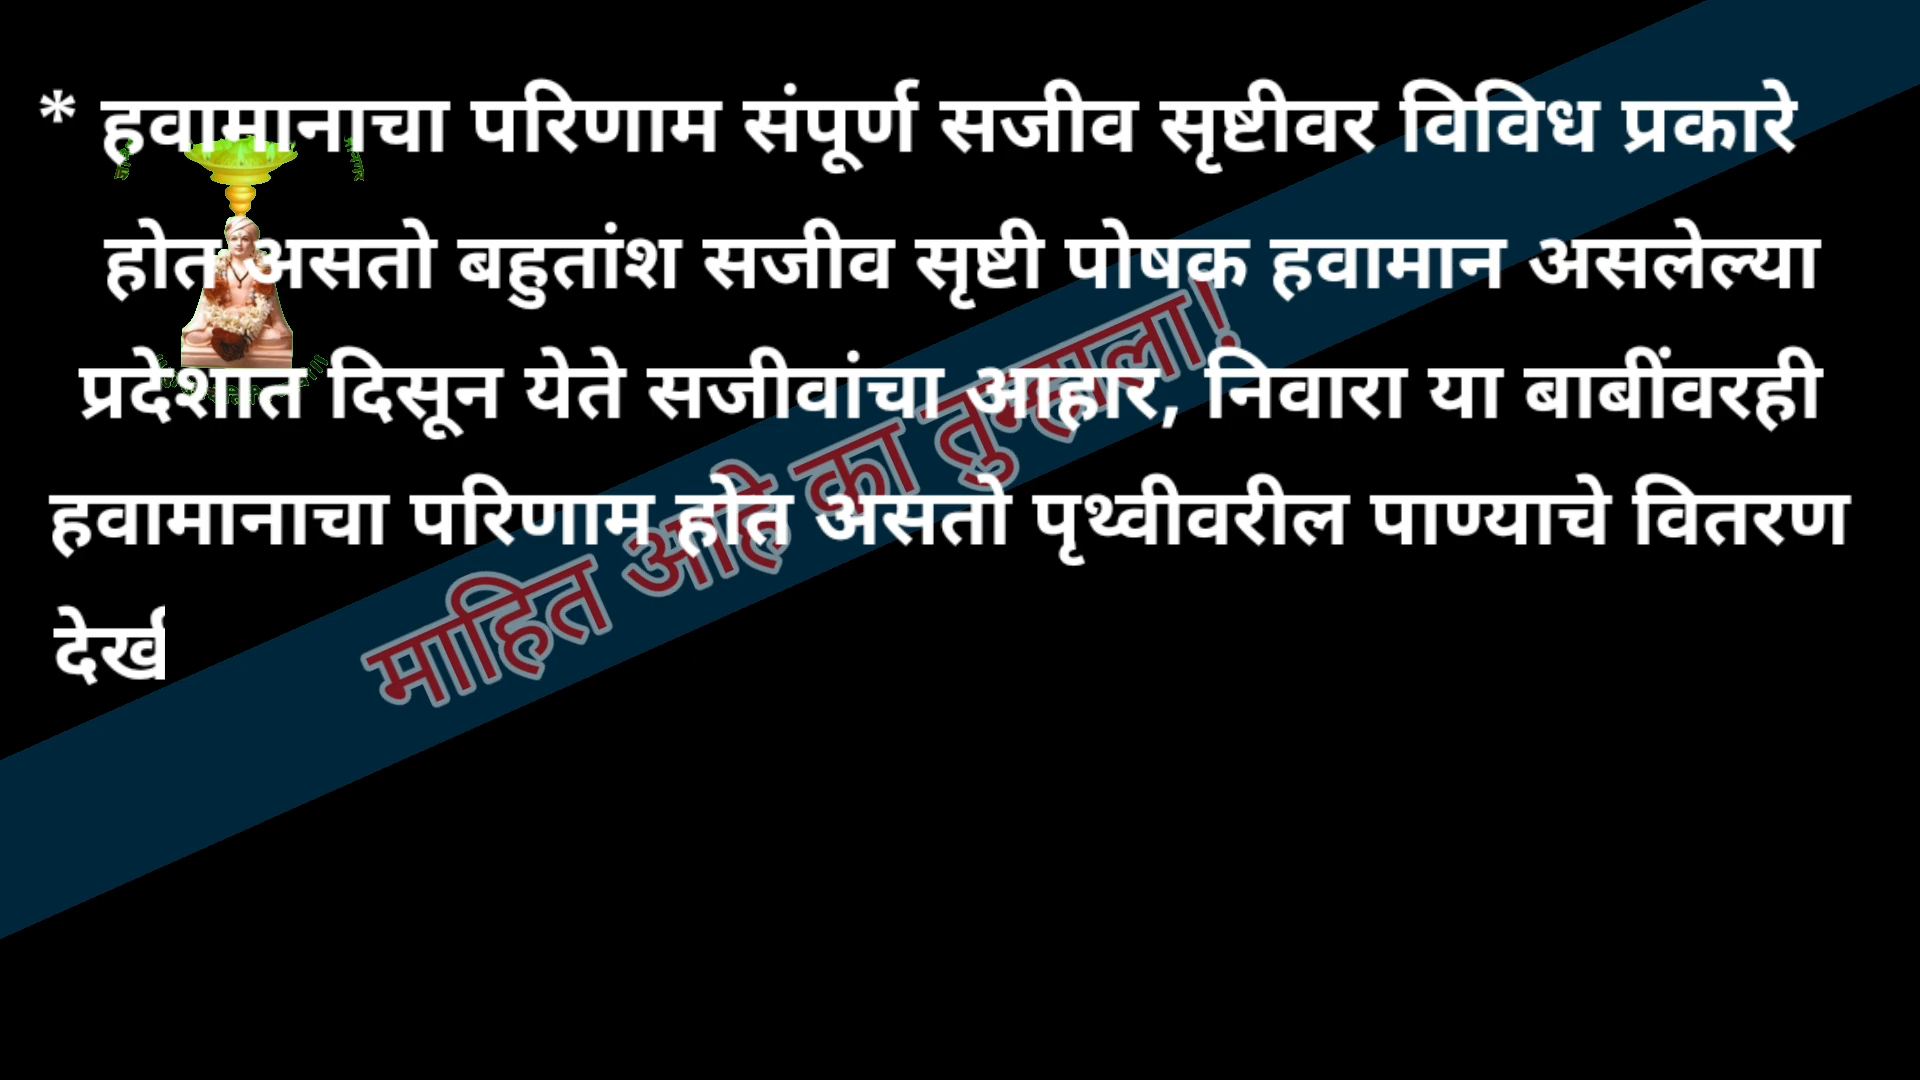 * हवामानाचा परिणाम संपूर्ण सजीव सृष्टीवर विविध प्रकारे
होत असतो बहुतांश सजीव सृष्टी पोषक हवामान असलेल्या
प्रदेशात दिसून येते सजीवांचा आहार, निवारा या बाबींवरही
हवामानाचा परिणाम होत असतो पृथ्वीवरील पाण्याचे वितरण
माहित आहे का तुम्हाला!